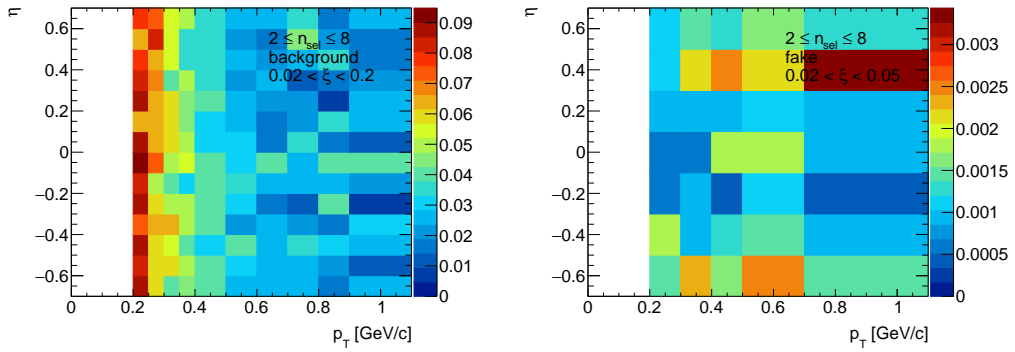 η
0.6
0.4
0.2
0
−0.2
−0.4
−0.6
2 ≤ n_sel ≤ 8
background
0.02 < ξ < 0.2
0 0.2 0.4 0.6 0.8 1
p_T [GeV/c]
0.09
0.08
0.07
0.06
0.05
0.04
0.03
0.02
0.01
0
η
0.6
0.4
0.2
0
−0.2
−0.4
−0.6
2 ≤ n_sel ≤ 8
fake
0.02 < ξ < 0.05
0 0.2 0.4 0.6 0.8 1
p_T [GeV/c]
0.003
0.0025
0.002
0.0015
0.001
0.0005
0